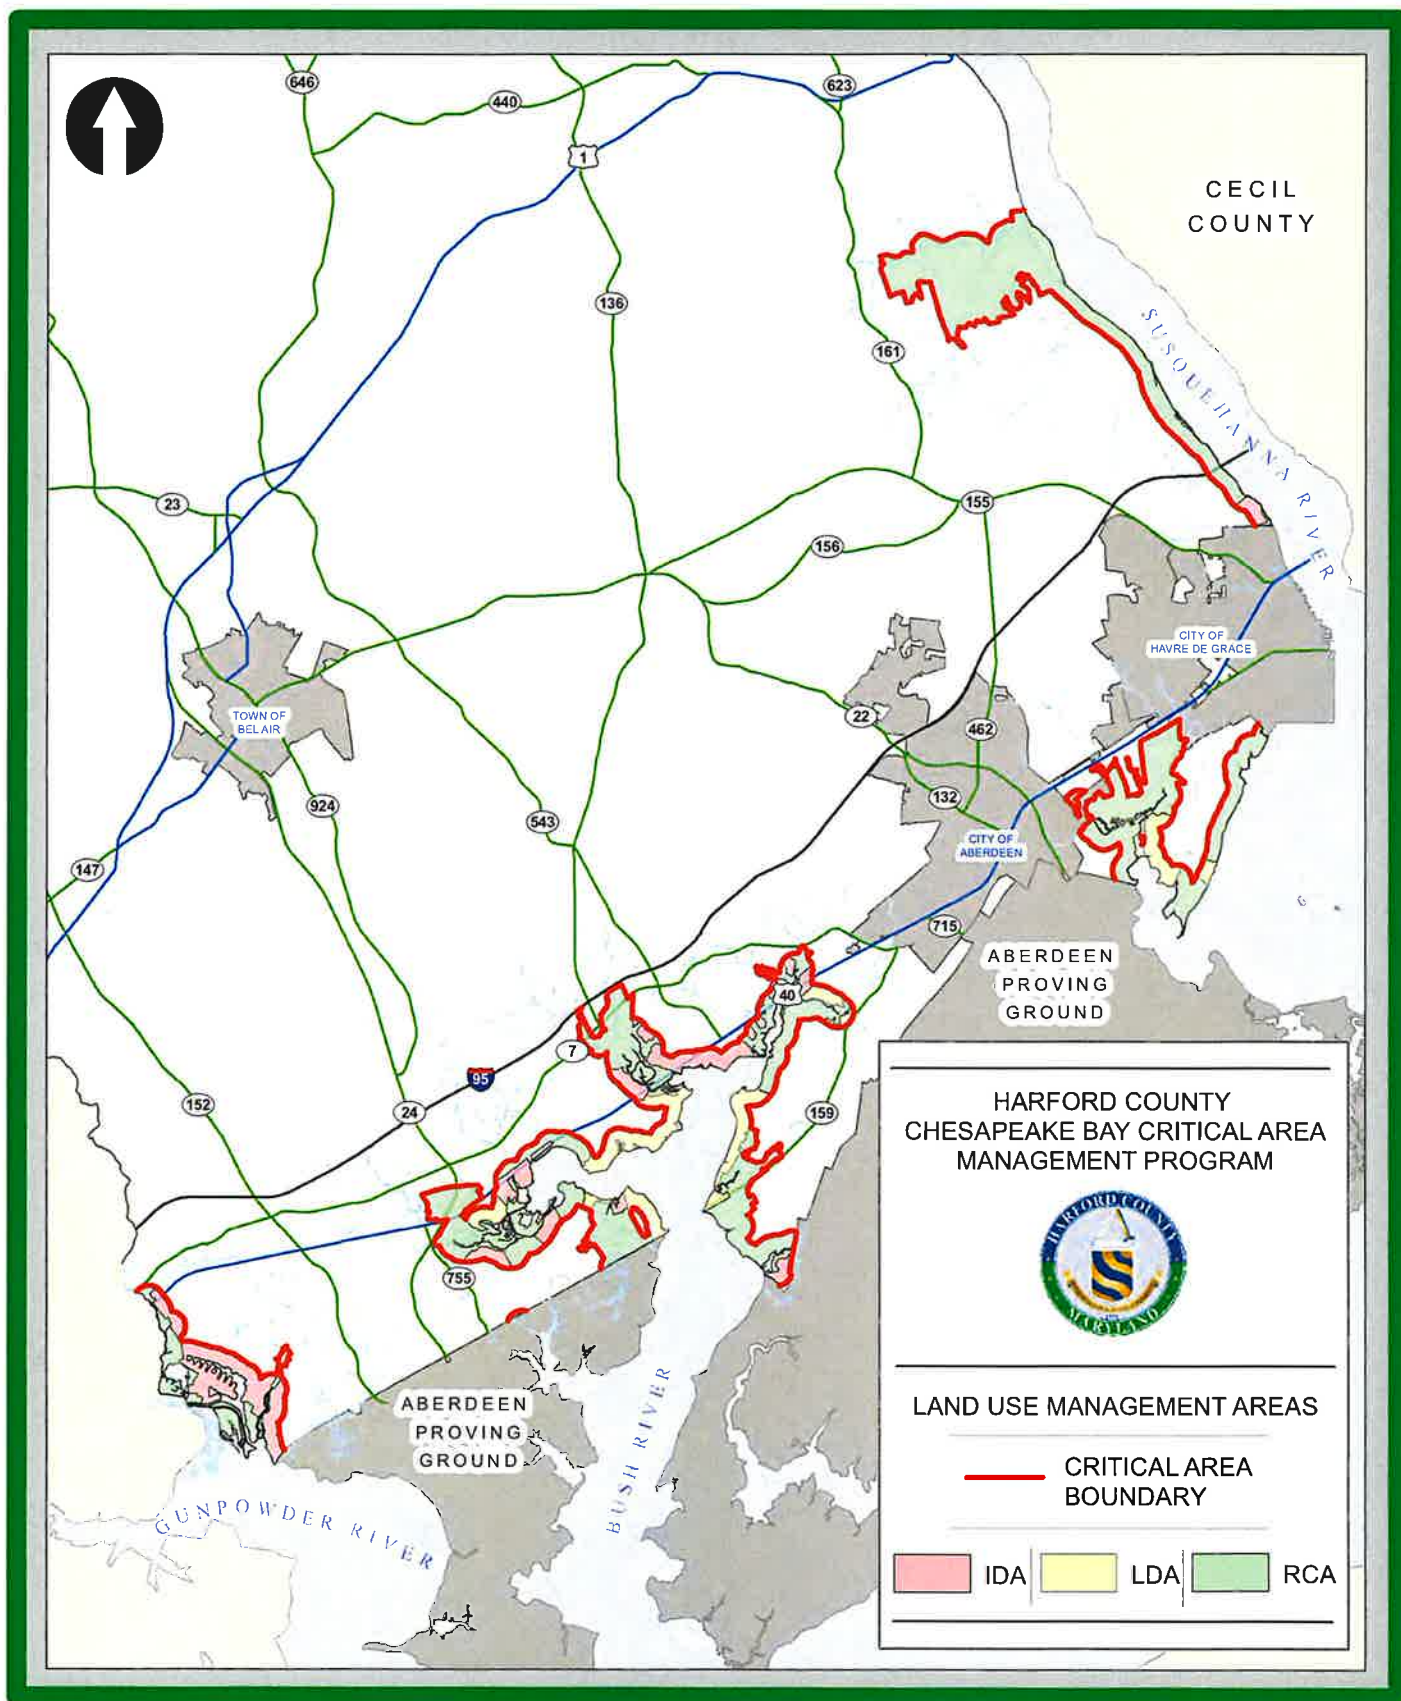 646
440
623
1
CECIL
COUNTY
136
161
SUSQUEHANNA RIVER
23
155
156
CITY OF
HAVRE DE GRACE
TOWN OF
BEL AIR
22
462
924
132
543
CITY OF
ABERDEEN
147
715
ABERDEEN
PROVING
GROUND
40
7
95
152
24
159
755
HARFORD COUNTY
CHESAPEAKE BAY CRITICAL AREA
MANAGEMENT PROGRAM
HARFORD COUNTY
MARYLAND
LAND USE MANAGEMENT AREAS
CRITICAL AREA
BOUNDARY
IDA
LDA
RCA
ABERDEEN
PROVING
GROUND
BUSH RIVER
GUNPOWDER RIVER